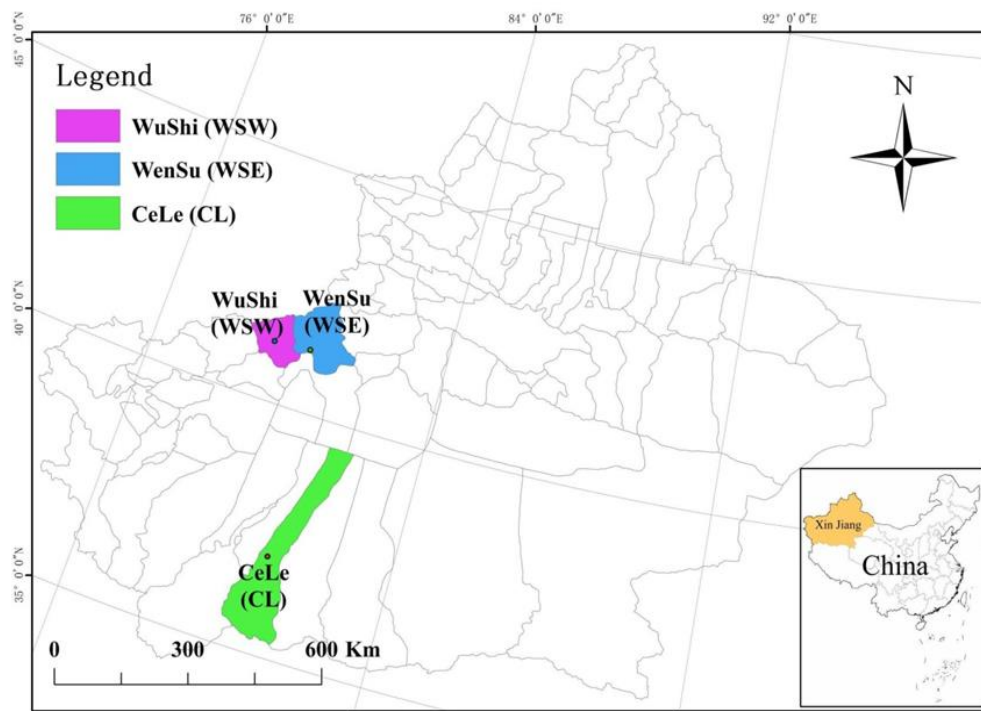 76° 0'0"E
84° 0'0"E
92° 0'0"E
45° 0'0"N
40° 0'0"N
35° 0'0"N
Legend
WuShi (WSW)
WenSu (WSE)
CeLe (CL)
N
WuShi
(WSW)
WenSu
(WSE)
CeLe
(CL)
0 300 600 Km
Xin Jiang
China